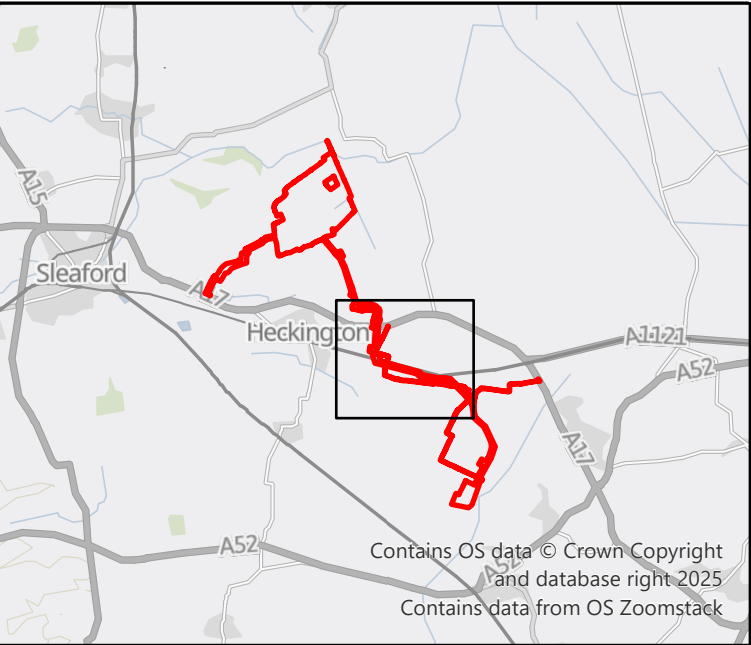 A15
Sleaford
A17
Heckington
A1121
A52
A17
A52
A52
Contains OS data © Crown Copyright
and database right 2025
Contains data from OS Zoomstack